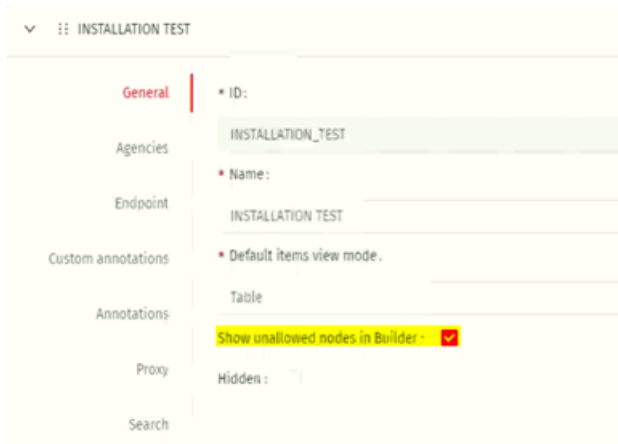 INSTALLATION TEST
General
* ID:
INSTALLATION_TEST
Agencies
* Name:
Endpoint
INSTALLATION TEST
Custom annotations
* Default items view mode.
Table
Annotations
Show unallowed nodes in Builder
Proxy
Hidden:
Search